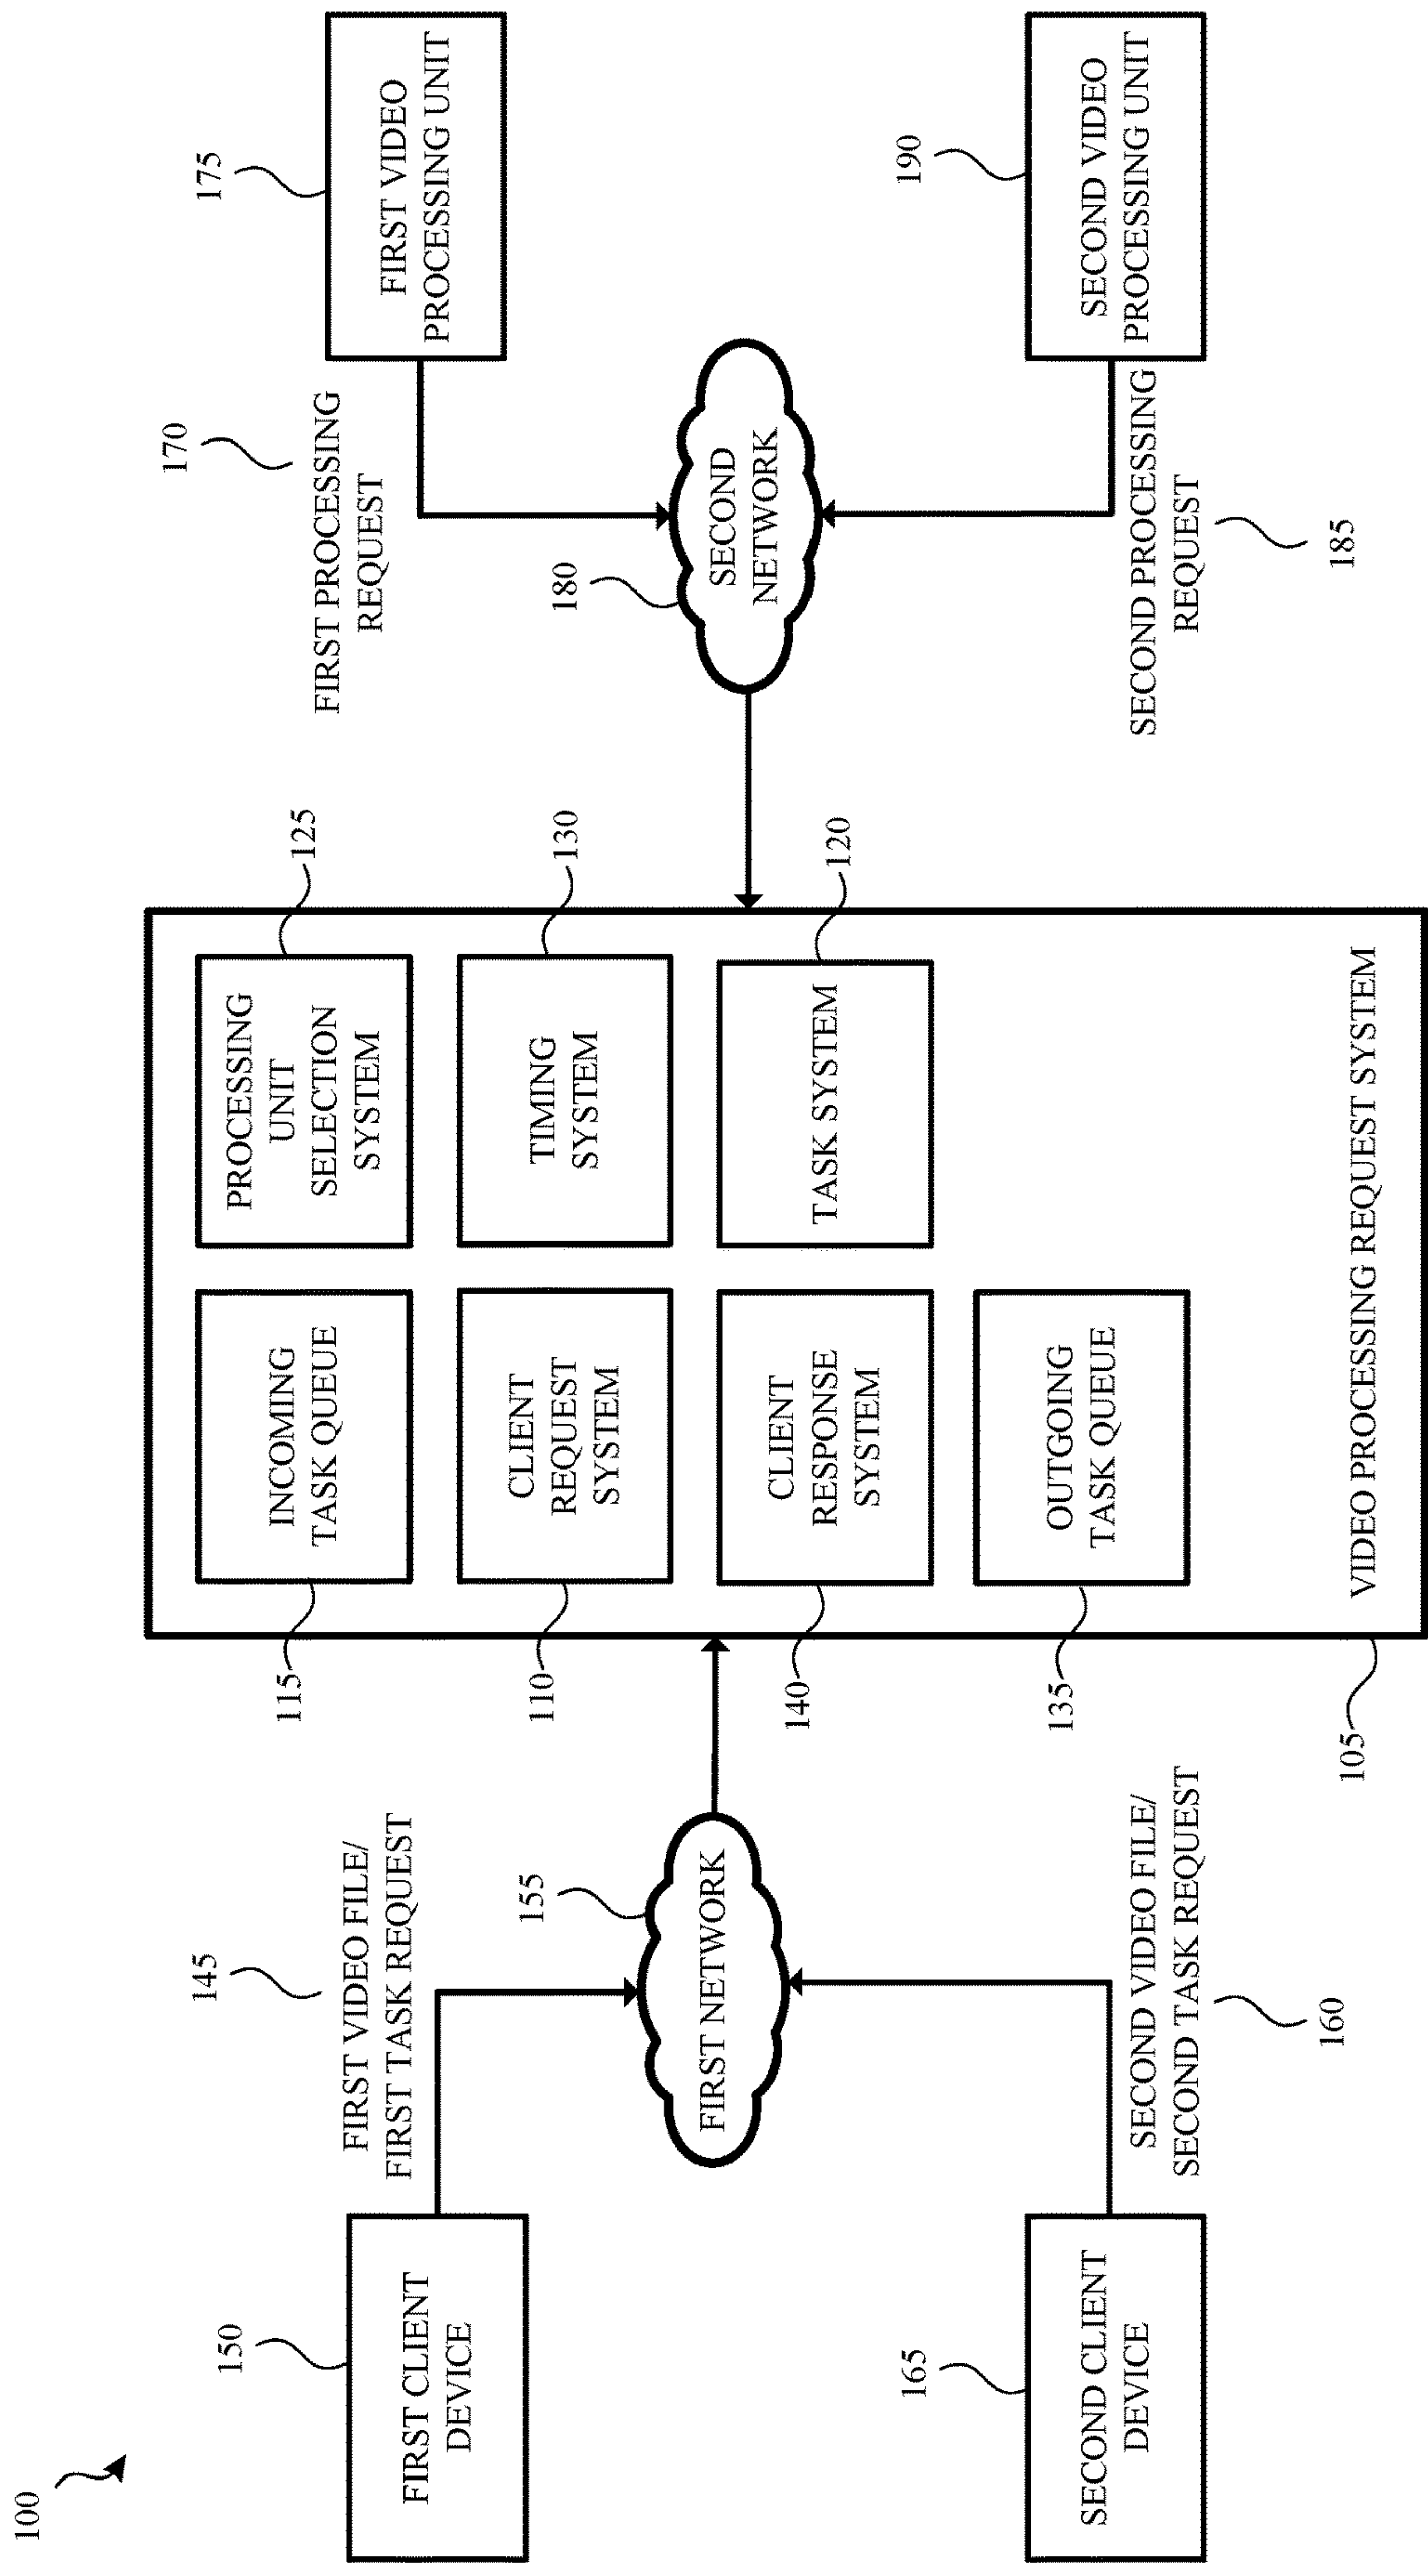 100
150
FIRST CLIENT
DEVICE
145
FIRST VIDEO FILE/
FIRST TASK REQUEST
155
FIRST NETWORK
165
SECOND CLIENT
DEVICE
SECOND VIDEO FILE/
SECOND TASK REQUEST
160
115
INCOMING
TASK QUEUE
125
PROCESSING
UNIT
SELECTION
SYSTEM
110
CLIENT
REQUEST
SYSTEM
130
TIMING
SYSTEM
140
CLIENT
RESPONSE
SYSTEM
120
TASK SYSTEM
135
OUTGOING
TASK QUEUE
105
VIDEO PROCESSING REQUEST SYSTEM
170
FIRST PROCESSING
REQUEST
175
FIRST VIDEO
PROCESSING UNIT
180
SECOND
NETWORK
190
SECOND VIDEO
PROCESSING UNIT
SECOND PROCESSING
REQUEST
185